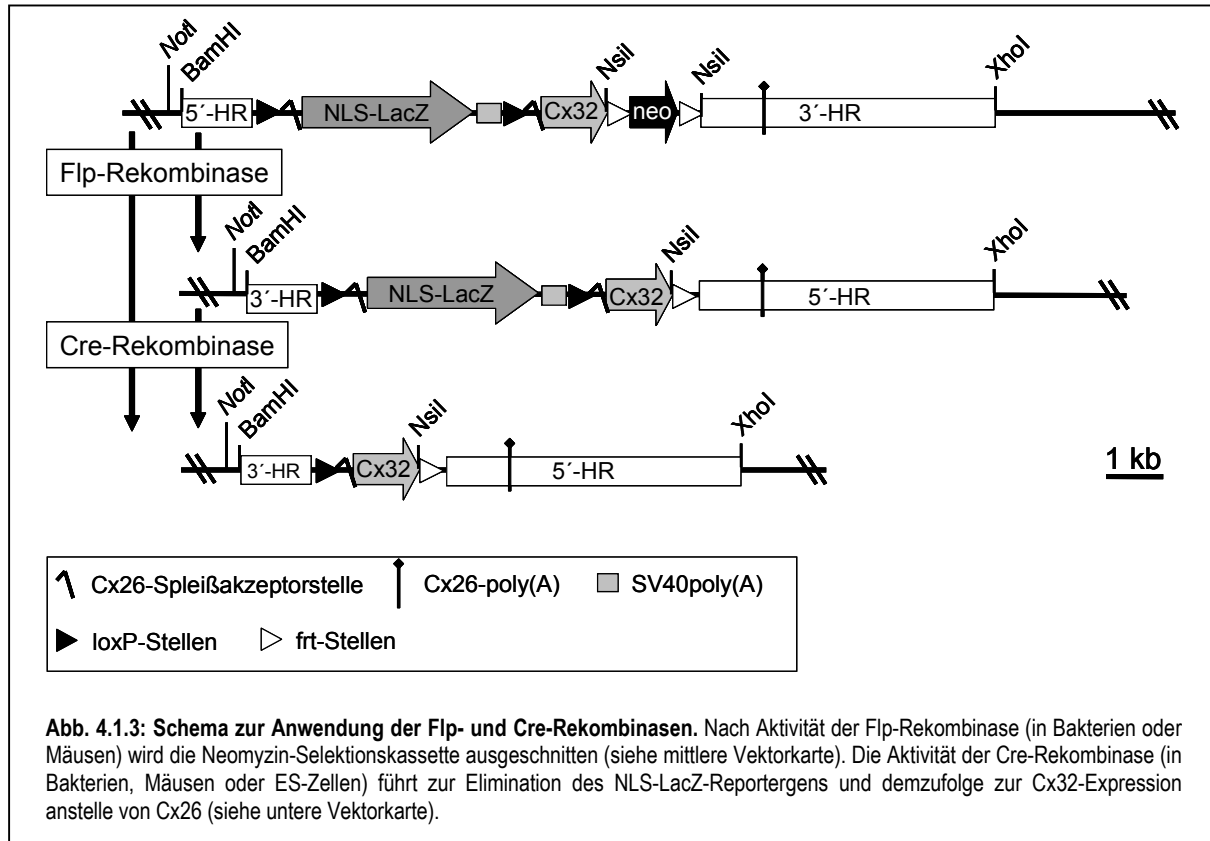 NotI
BamHI
NsiI
NsiI
XhoI
5´-HR
NLS-LacZ
Cx32
neo
3´-HR
Flp-Rekombinase
NotI
BamHI
NsiI
XhoI
3´-HR
NLS-LacZ
Cx32
5´-HR
Cre-Rekombinase
NotI
BamHI
NsiI
XhoI
3´-HR
Cx32
5´-HR
1 kb
Cx26-Spleißakzeptorstelle
Cx26-poly(A)
SV40poly(A)
loxP-Stellen
frt-Stellen
Abb. 4.1.3: Schema zur Anwendung der Flp- und Cre-Rekombinasen. Nach Aktivität der Flp-Rekombinase (in Bakterien oder
Mäusen) wird die Neomyzin-Selektionskassette ausgeschnitten (siehe mittlere Vektorkarte). Die Aktivität der Cre-Rekombinase (in
Bakterien, Mäusen oder ES-Zellen) führt zur Elimination des NLS-LacZ-Reportergens und demzufolge zur Cx32-Expression
anstelle von Cx26 (siehe untere Vektorkarte).